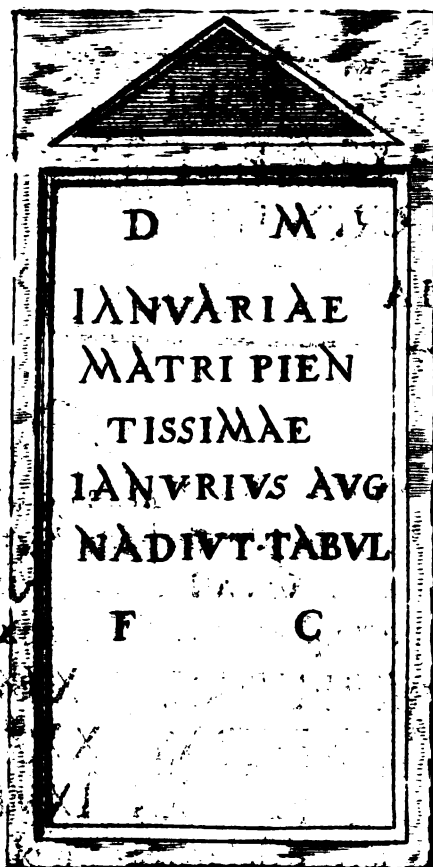 D M
IANVARIAE
MATRI PIEN
TISSIMAE
IANVRIVS AVG
NADIVT·TABVL
F C